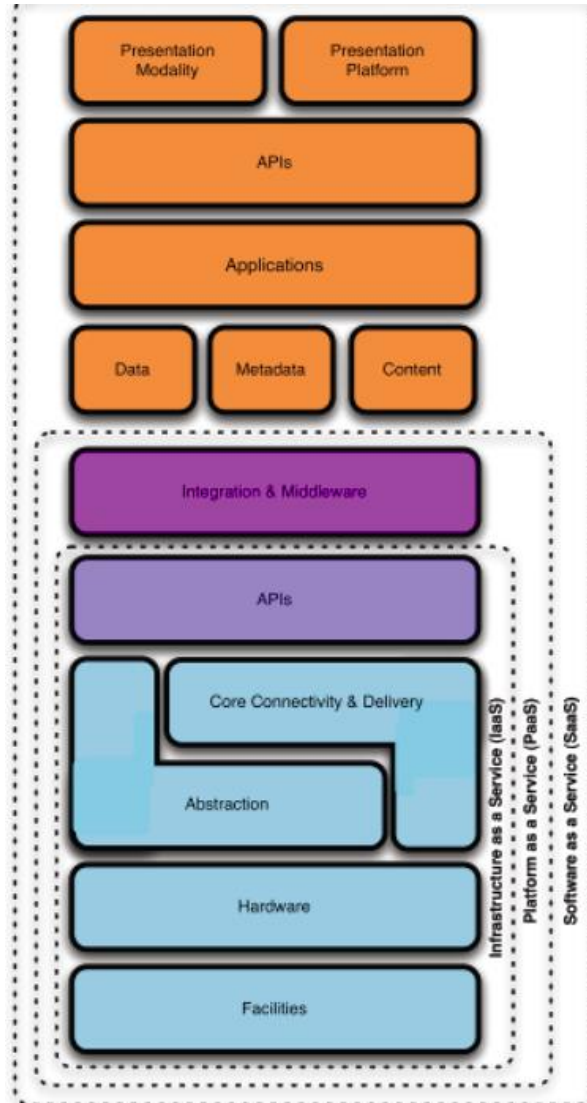 Presentation
Modality
Presentation
Platform
APIs
Applications
Data
Metadata
Content
Integration & Middleware
APIs
Core Connectivity & Delivery
Abstraction
Hardware
Facilities
Infrastructure as a Service (IaaS)
Platform as a Service (PaaS)
Software as a Service (SaaS)